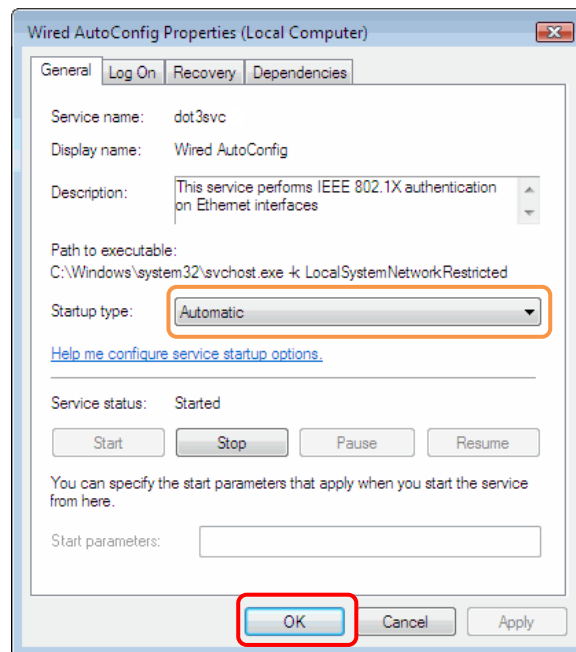 Wired AutoConfig Properties (Local Computer)
General Log On Recovery Dependencies
Service name: dot3svc
Display name: Wired AutoConfig
Description: This service performs IEEE 802.1X authentication
on Ethernet interfaces
Path to executable:
C:\Windows\system32\svchost.exe -k LocalSystemNetworkRestricted
Startup type: Automatic
Help me configure service startup options.
Service status: Started
Start Stop Pause Resume
You can specify the start parameters that apply when you start the service
from here.
Start parameters:
OK Cancel Apply